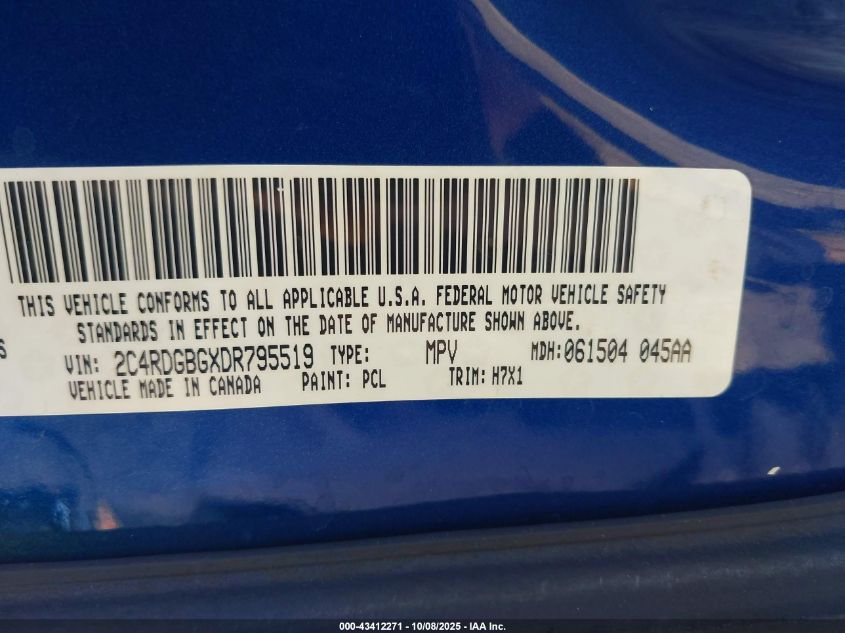 THIS VEHICLE CONFORMS TO ALL APPLICABLE U.S.A. FEDERAL MOTOR VEHICLE SAFETY
STANDARDS IN EFFECT ON THE DATE OF MANUFACTURE SHOWN ABOVE.
S
VIN: 2C4RDGBGXDR795519 TYPE: MPV MDH:061504 045AA
VEHICLE MADE IN CANADA PAINT: PCL TRIM: H7X1
000-43412271 - 10/08/2025 - IAA Inc.